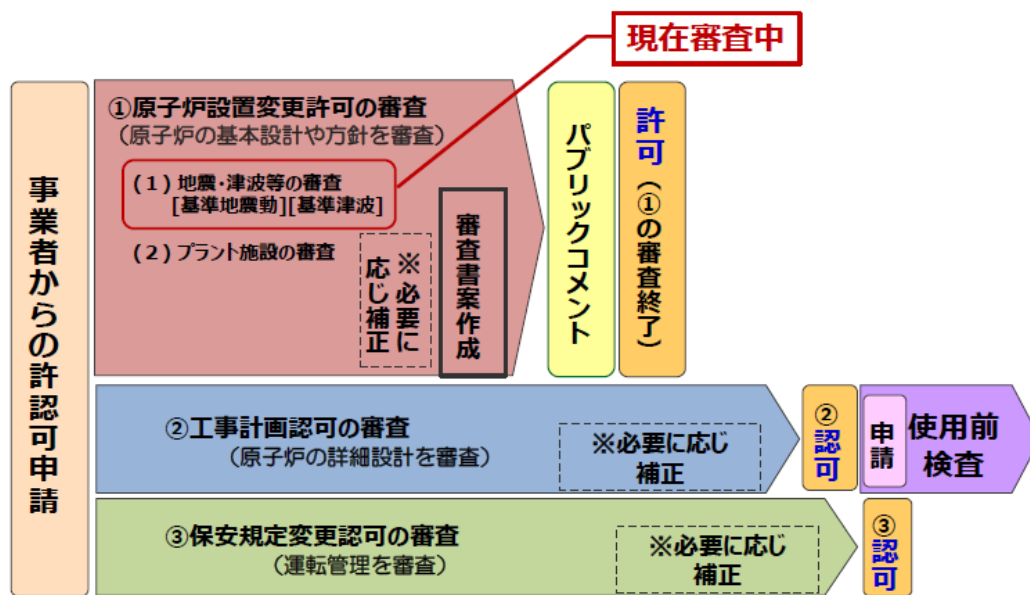 現在審査中
事業者からの許認可申請
①原子炉設置変更許可の審査
（原子炉の基本設計や方針を審査）
(１) 地震・津波等の審査
[基準地震動][基準津波]
(２) プラント施設の審査
※必要に
応じ補正
審査書案作成
パブリックコメント
許可（①の審査終了）
②工事計画認可の審査
（原子炉の詳細設計を審査）
※必要に応じ
補正
②認可
申請
使用前
検査
③保安規定変更認可の審査
（運転管理を審査）
※必要に応じ
補正
③認可